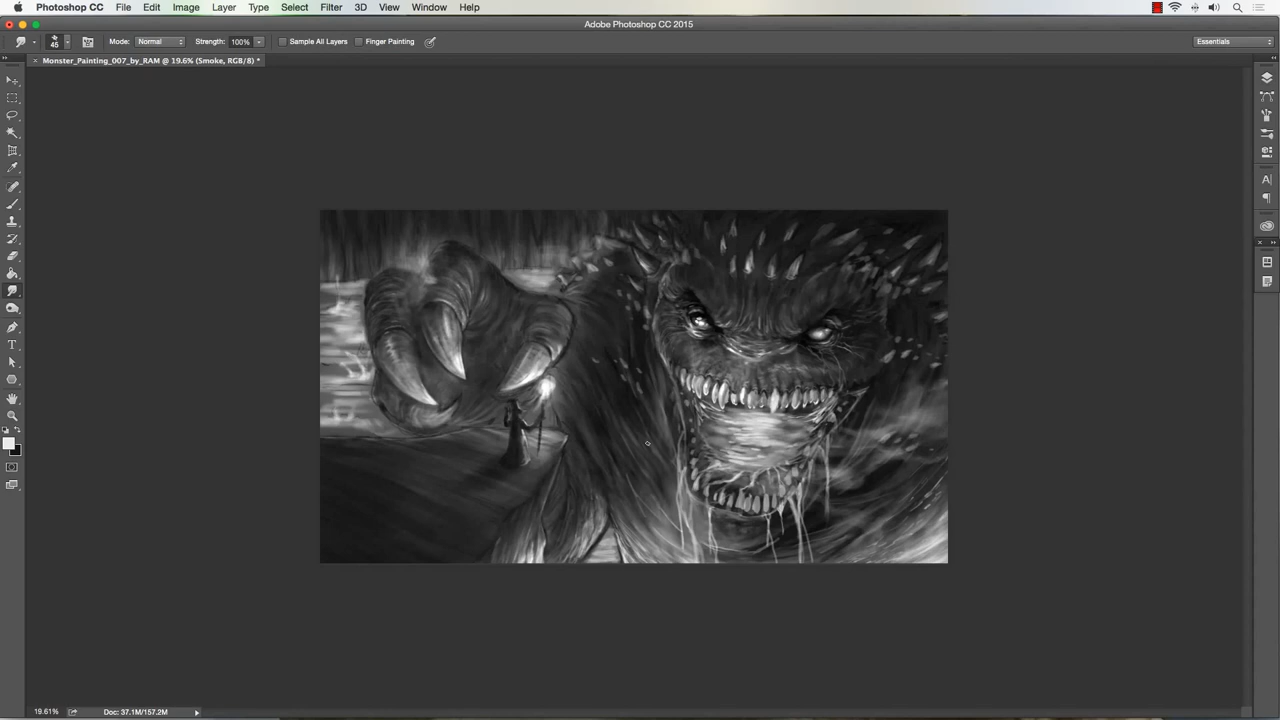 Photoshop CC File Edit Image Layer Type Select Filter 3D View Window Help
Adobe Photoshop CC 2015
45 Mode: Normal Strength: 100% Sample All Layers Finger Painting Essentials
× Monster_Painting_007_by_RAM @ 19.6% (Smoke, RGB/8) *
19.61% Doc: 37.1M/157.2M